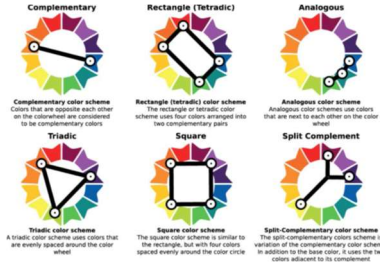 Complementary
Rectangle (Tetradic)
Analogous
Complementary color scheme
Colors that are opposite each other
on the colorwheel are considered
to be complementary colors
Rectangle (tetradic) color scheme
The rectangle or tetradic color
scheme uses four colors arranged into
two complementary pairs
Analogous color scheme
Analogous color schemes use colors
that are next to each other on the color
wheel
Triadic
Square
Split Complement
Triadic color scheme
A triadic color scheme uses colors that
are evenly spaced around the color
wheel
Square color scheme
The square color scheme is similar to
the rectangle, but with four colors
spaced evenly around the color circle
Split-Complementary color scheme
The split-complementary colors scheme is
variation of the complementary color schem
In addition to the base color, it uses the tw
colors adjacent to its complement